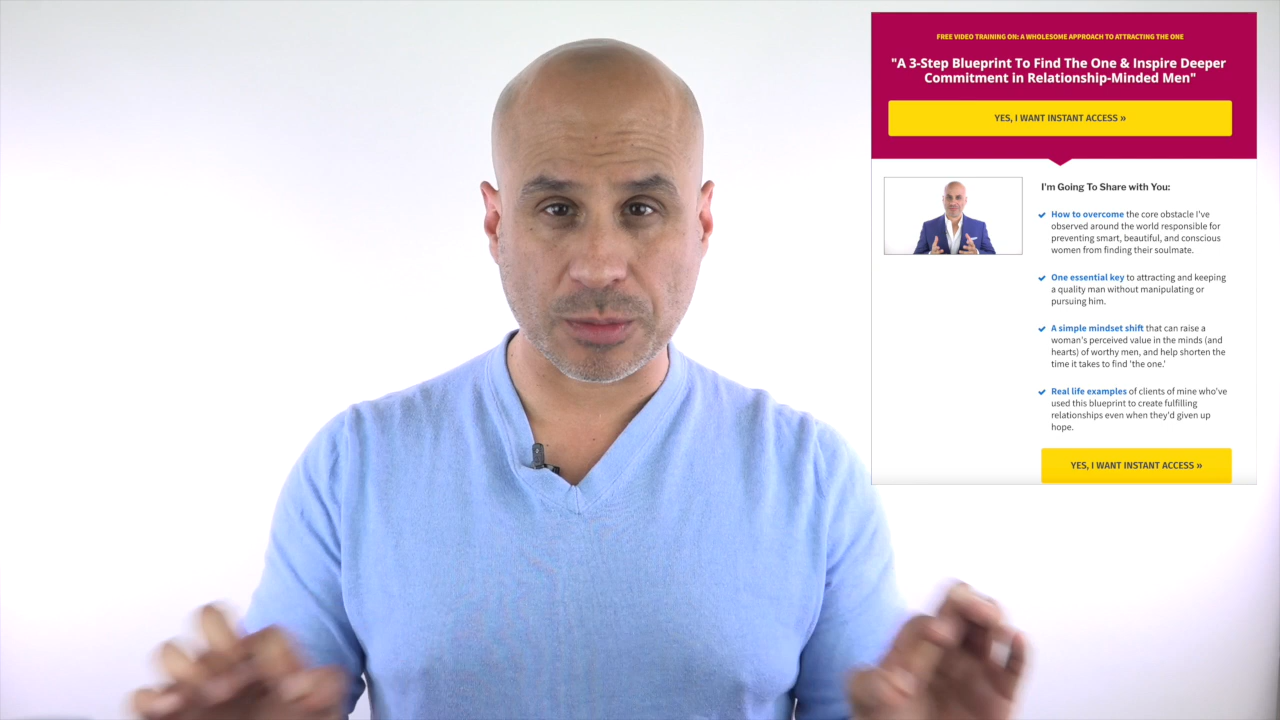 FREE VIDEO TRAINING ON: A WHOLESOME APPROACH TO ATTRACTING THE ONE
"A 3-Step Blueprint To Find The One & Inspire Deeper
Commitment in Relationship-Minded Men"
YES, I WANT INSTANT ACCESS »
I'm Going To Share with You:
How to overcome the core obstacle I've
observed around the world responsible for
preventing smart, beautiful, and conscious
women from finding their soulmate.
One essential key to attracting and keeping
a quality man without manipulating or
pursuing him.
A simple mindset shift that can raise a
woman's perceived value in the minds (and
hearts) of worthy men, and help shorten the
time it takes to find 'the one.'
Real life examples of clients of mine who've
used this blueprint to create fulfilling
relationships even when they'd given up
hope.
YES, I WANT INSTANT ACCESS »